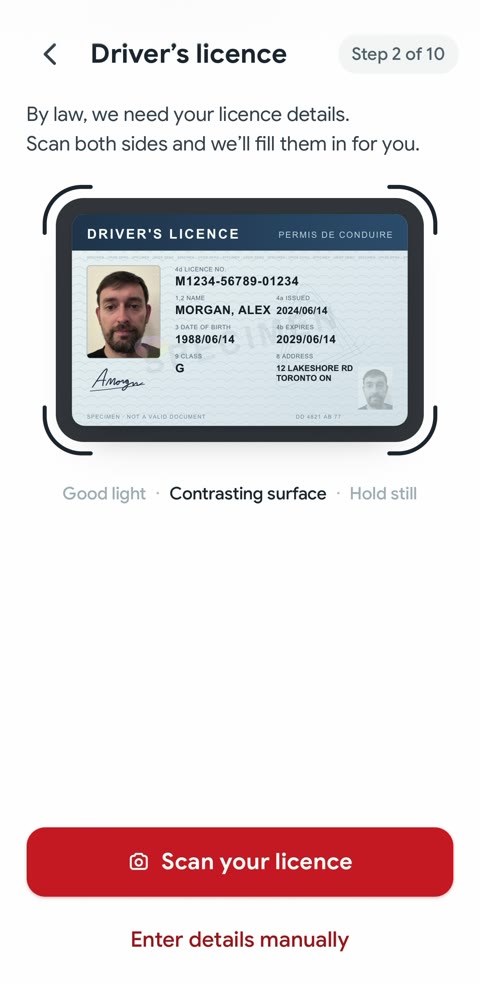 Driver’s licence
Step 2 of 10
By law, we need your licence details.
Scan both sides and we’ll fill them in for you.
DRIVER'S LICENCE
PERMIS DE CONDUIRE
4d LICENCE NO.
M1234-56789-01234
1,2 NAME
MORGAN, ALEX
4a ISSUED
2024/06/14
3 DATE OF BIRTH
1988/06/14
4b EXPIRES
2029/06/14
9 CLASS
G
8 ADDRESS
12 LAKESHORE RD
TORONTO ON
SPECIMEN
Amorgan
SPECIMEN · NOT A VALID DOCUMENT
DD 4821 AB 77
Good light · Contrasting surface · Hold still
Scan your licence
Enter details manually